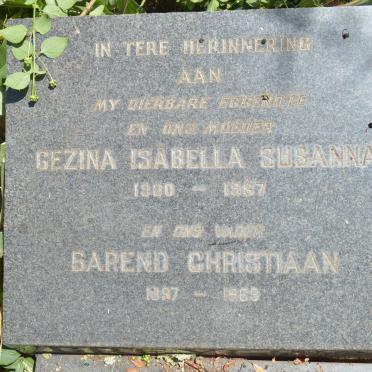 IN TERE HERINNERING
AAN
MY DIERBARE EGGENOTE
EN ONS MOEDER
GEZINA ISABELLA SUSANNA
1900 – 1967
EN ONS VADER
BAREND CHRISTIAAN
1897 – 1969